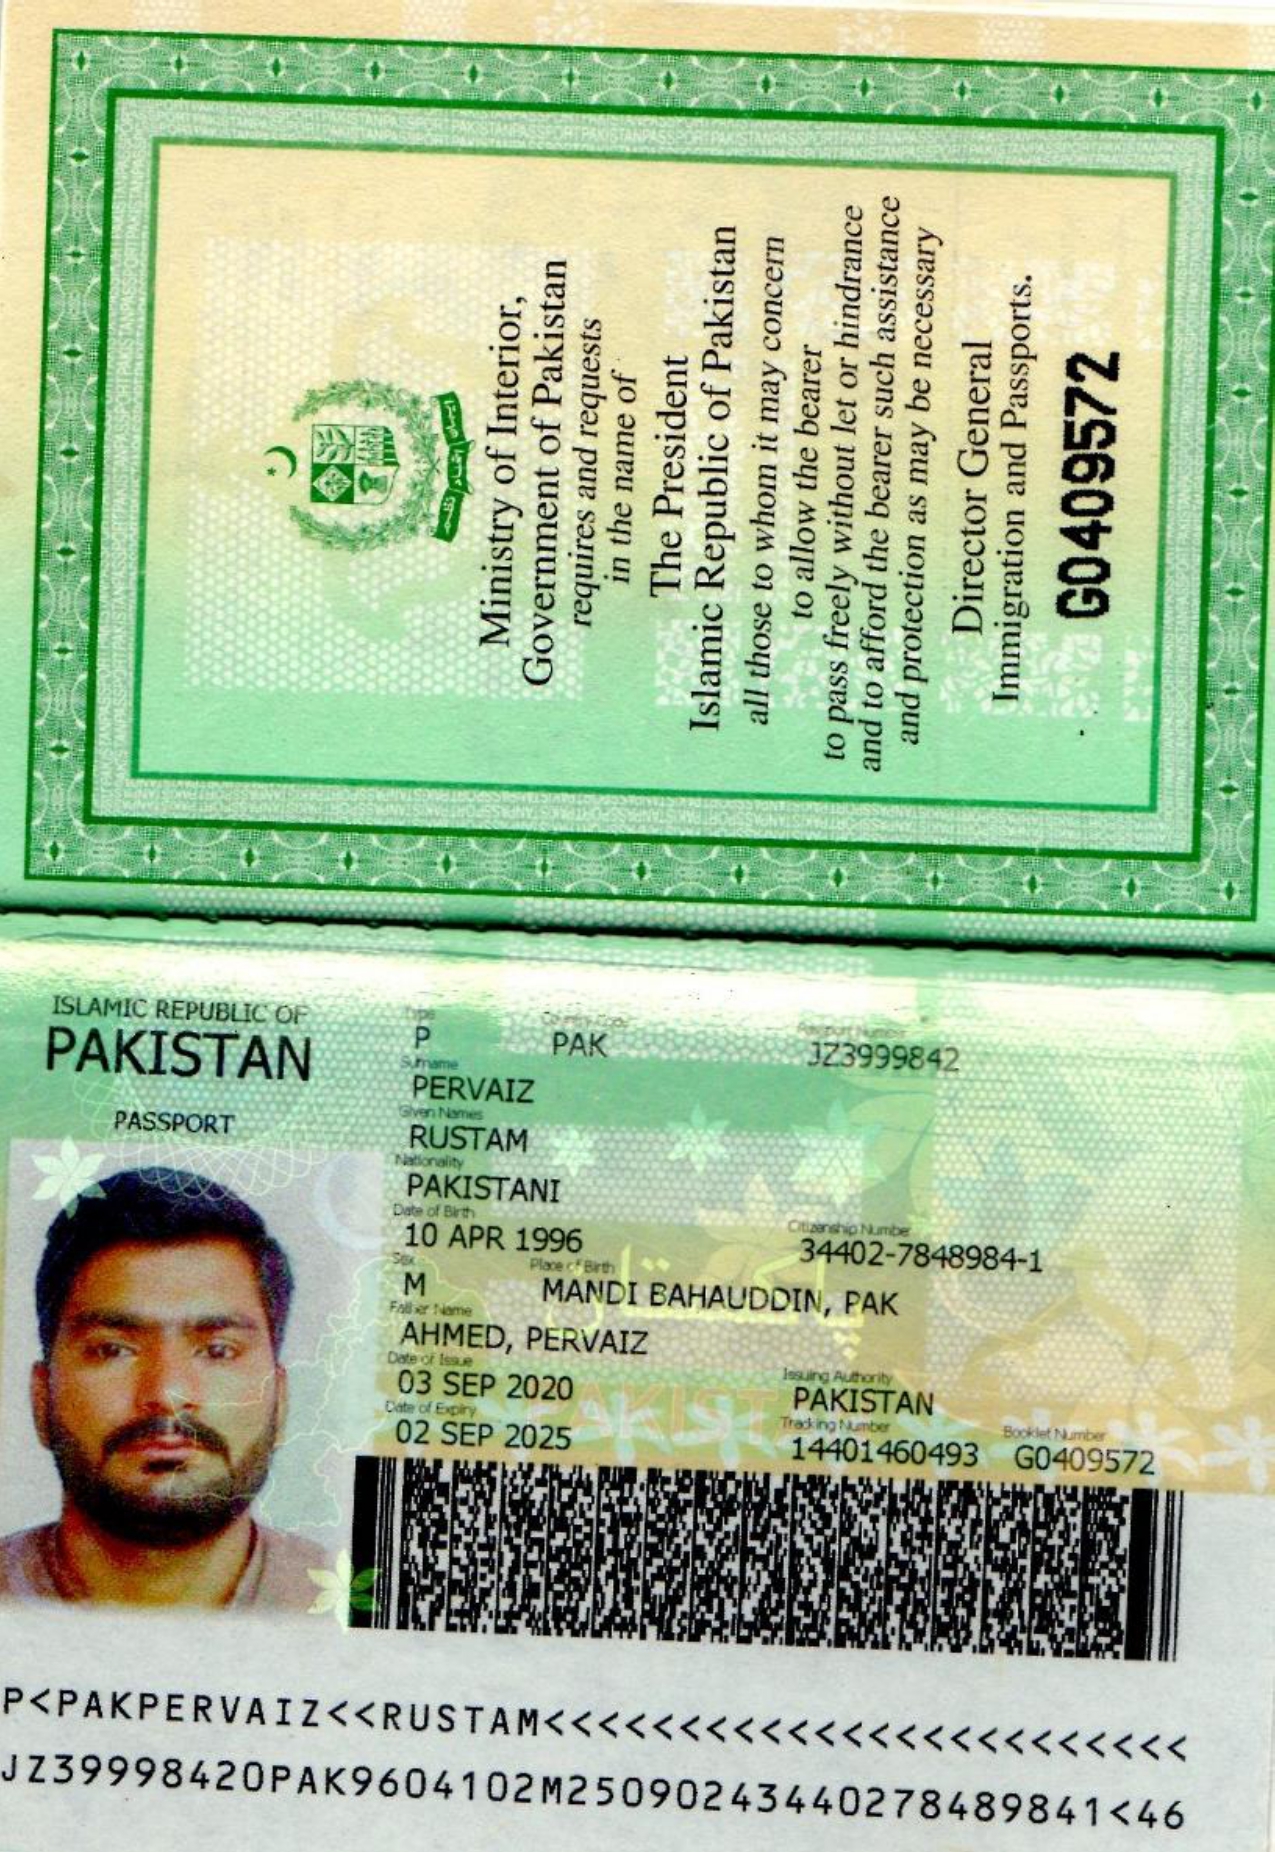 Ministry of Interior,
Government of Pakistan
requires and requests
in the name of
The President
Islamic Republic of Pakistan
all those to whom it may concern
to allow the bearer
to pass freely without let or hindrance
and to afford the bearer such assistance
and protection as may be necessary
Director General
Immigration and Passports.
G0409572
ISLAMIC REPUBLIC OF
PAKISTAN
PASSPORT
Type Country Code Passport Number
P PAK JZ3999842
Surname
PERVAIZ
Given Names
RUSTAM
Nationality
PAKISTANI
Date of Birth Citizenship Number
10 APR 1996 34402-7848984-1
Sex Place of Birth
M MANDI BAHAUDDIN, PAK
Father Name
AHMED, PERVAIZ
Date of Issue Issuing Authority
03 SEP 2020 PAKISTAN
Date of Expiry Tracking Number Booklet Number
02 SEP 2025 14401460493 G0409572
پاکستان
P<PAKPERVAIZ<<RUSTAM<<<<<<<<<<<<<<<<<<<<<<<<
JZ39998420PAK9604102M25090243440278489841<46